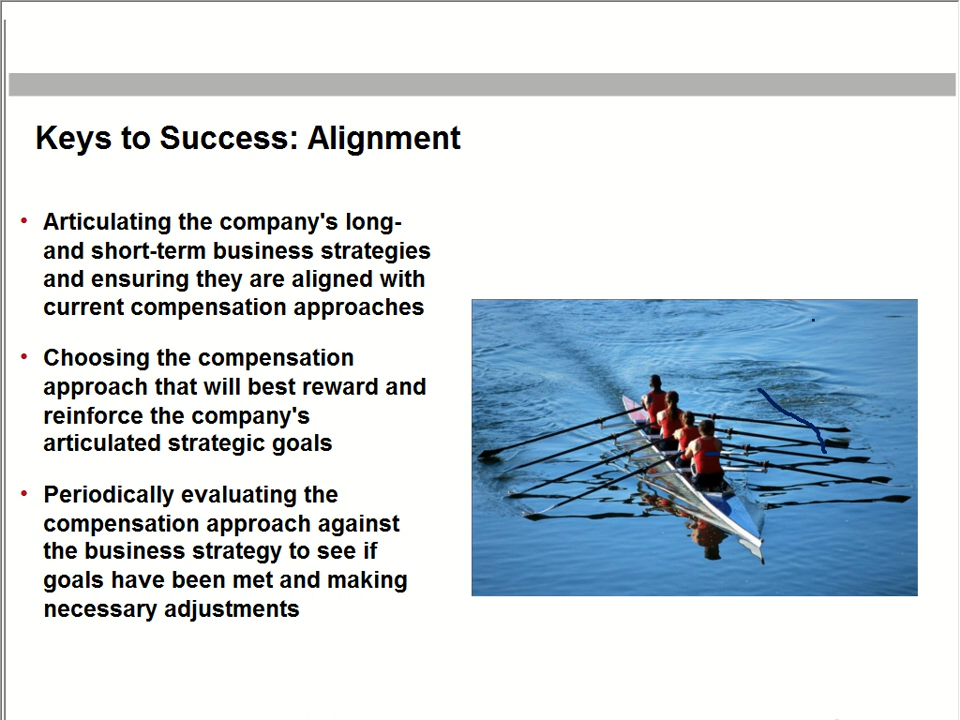 Keys to Success: Alignment
• Articulating the company's long-
and short-term business strategies
and ensuring they are aligned with
current compensation approaches
• Choosing the compensation
approach that will best reward and
reinforce the company's
articulated strategic goals
• Periodically evaluating the
compensation approach against
the business strategy to see if
goals have been met and making
necessary adjustments